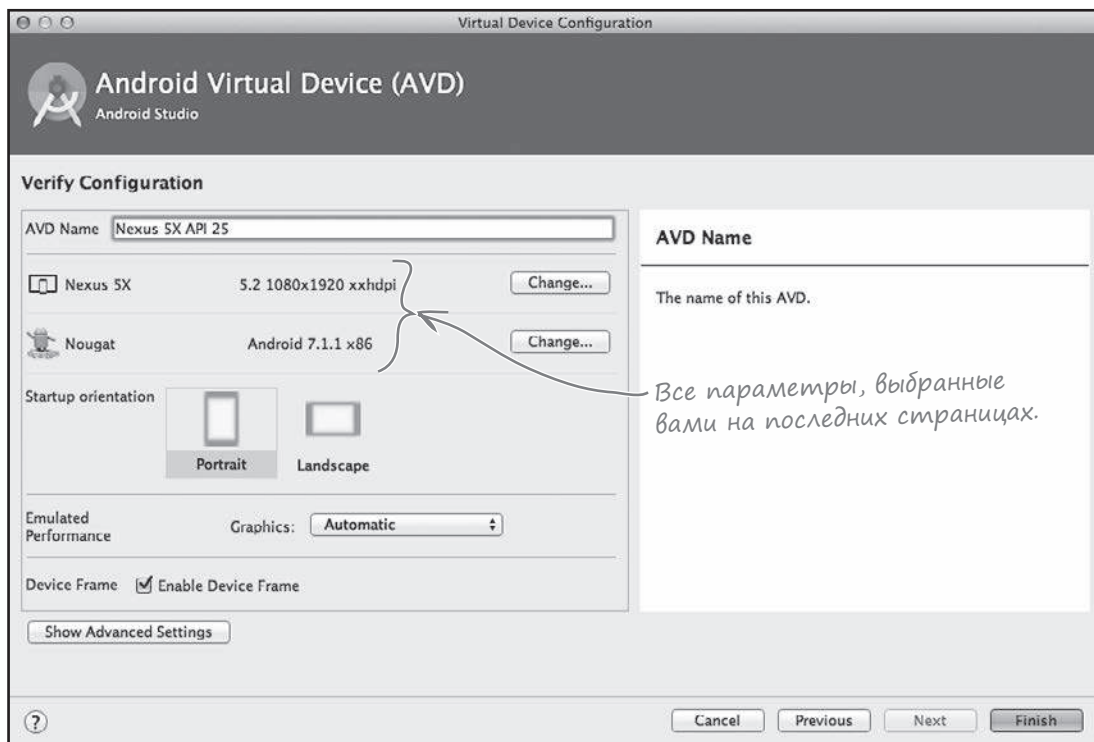 Virtual Device Configuration
Android Virtual Device (AVD)
Android Studio
Verify Configuration
AVD Name Nexus 5X API 25
Nexus 5X 5.2 1080x1920 xxhdpi Change...
Nougat Android 7.1.1 x86 Change...
Startup orientation
Portrait Landscape
Emulated
Performance
Graphics: Automatic
Device Frame Enable Device Frame
Show Advanced Settings
AVD Name
The name of this AVD.
Все параметры, выбранные
вами на последних страницах.
? Cancel Previous Next Finish